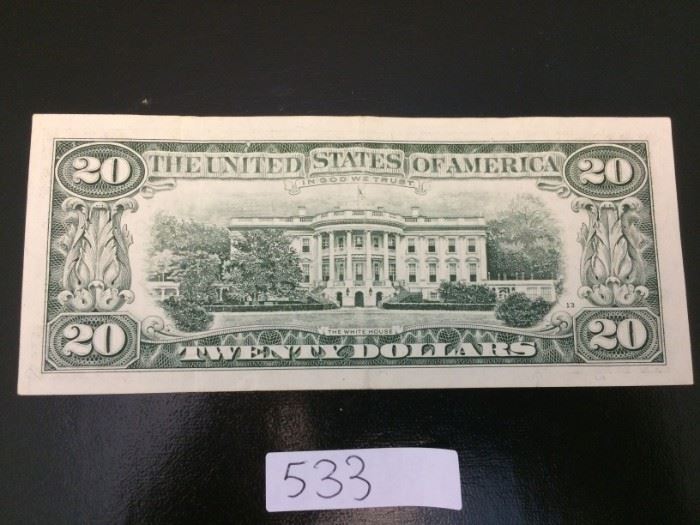 20 THE UNITED STATES OF AMERICA 20
IN GOD WE TRUST
13
THE WHITE HOUSE
20 TWENTY DOLLARS 20
533